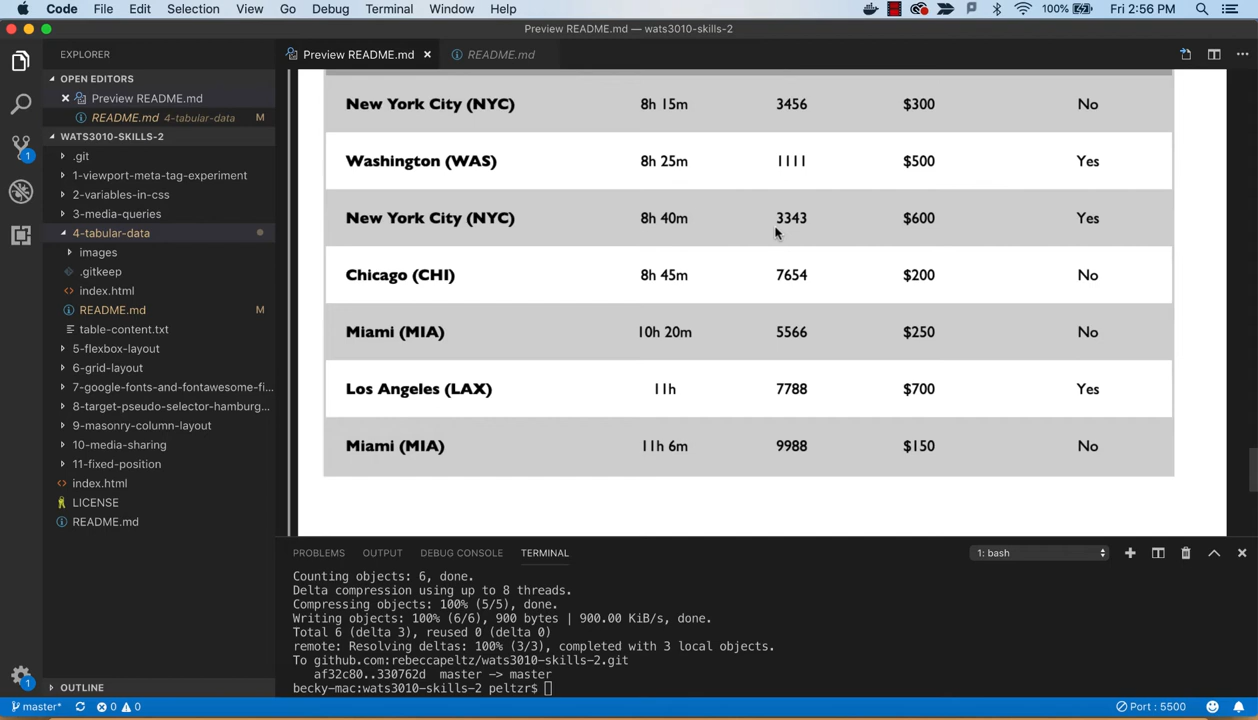 Code File Edit Selection View Go Debug Terminal Window Help 100% Fri 2:56 PM
Preview README.md — wats3010-skills-2
EXPLORER
Preview README.md
README.md
OPEN EDITORS
Preview README.md
README.md 4-tabular-data M
WATS3010-SKILLS-2
.git
1-viewport-meta-tag-experiment
2-variables-in-css
3-media-queries
4-tabular-data
images
.gitkeep
index.html
README.md M
table-content.txt
5-flexbox-layout
6-grid-layout
7-google-fonts-and-fontawesome-fi...
8-target-pseudo-selector-hamburg...
9-masonry-column-layout
10-media-sharing
11-fixed-position
index.html
LICENSE
README.md
OUTLINE
1
1
New York City (NYC) 8h 15m 3456 $300 No
Washington (WAS) 8h 25m 1111 $500 Yes
New York City (NYC) 8h 40m 3343 $600 Yes
Chicago (CHI) 8h 45m 7654 $200 No
Miami (MIA) 10h 20m 5566 $250 No
Los Angeles (LAX) 11h 7788 $700 Yes
Miami (MIA) 11h 6m 9988 $150 No
PROBLEMS OUTPUT DEBUG CONSOLE TERMINAL 1: bash
Counting objects: 6, done.
Delta compression using up to 8 threads.
Compressing objects: 100% (5/5), done.
Writing objects: 100% (6/6), 900 bytes | 900.00 KiB/s, done.
Total 6 (delta 3), reused 0 (delta 0)
remote: Resolving deltas: 100% (3/3), completed with 3 local objects.
To github.com:rebeccapeltz/wats3010-skills-2.git
af32c80..330762d master -> master
becky-mac:wats3010-skills-2 peltzr$
master* 0 0 Port : 5500